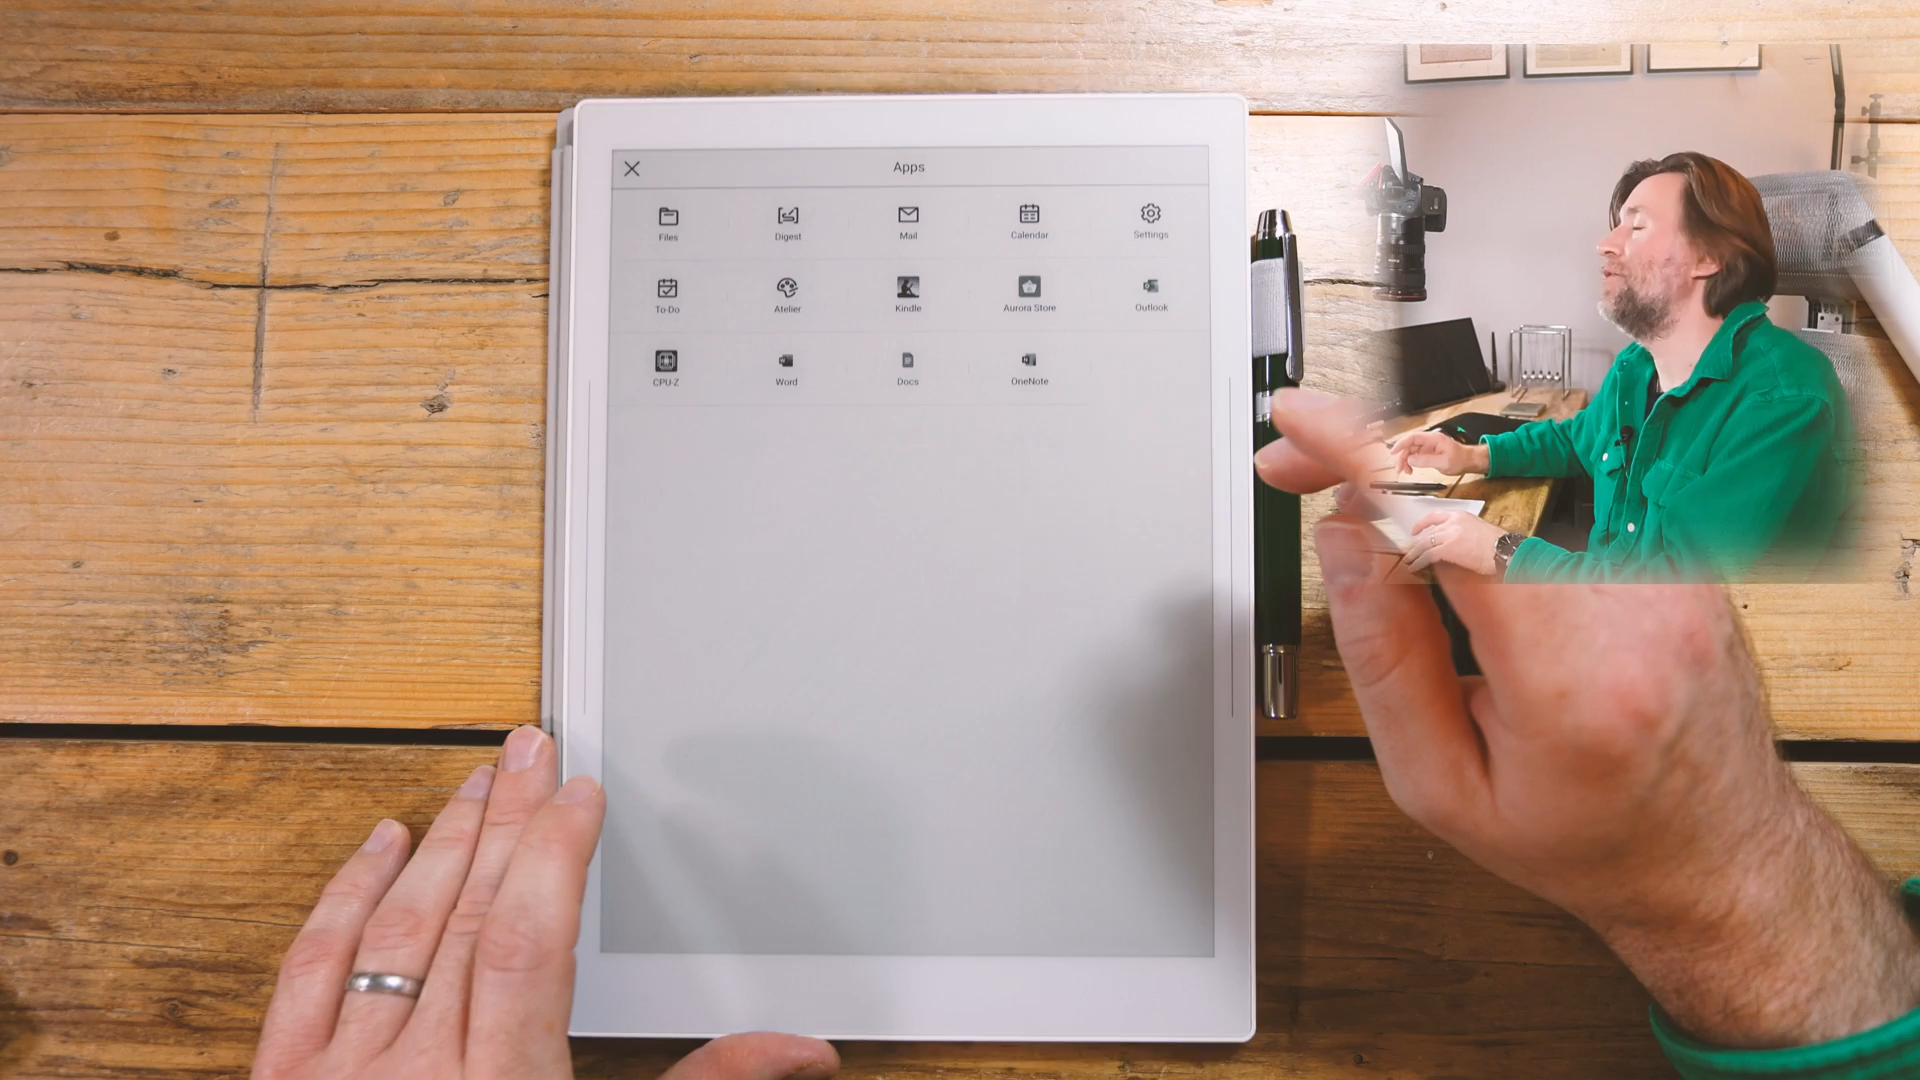 Apps
Files Digest Mail Calendar Settings
To-Do Atelier Kindle Aurora Store Outlook
CPU-Z Word Docs OneNote